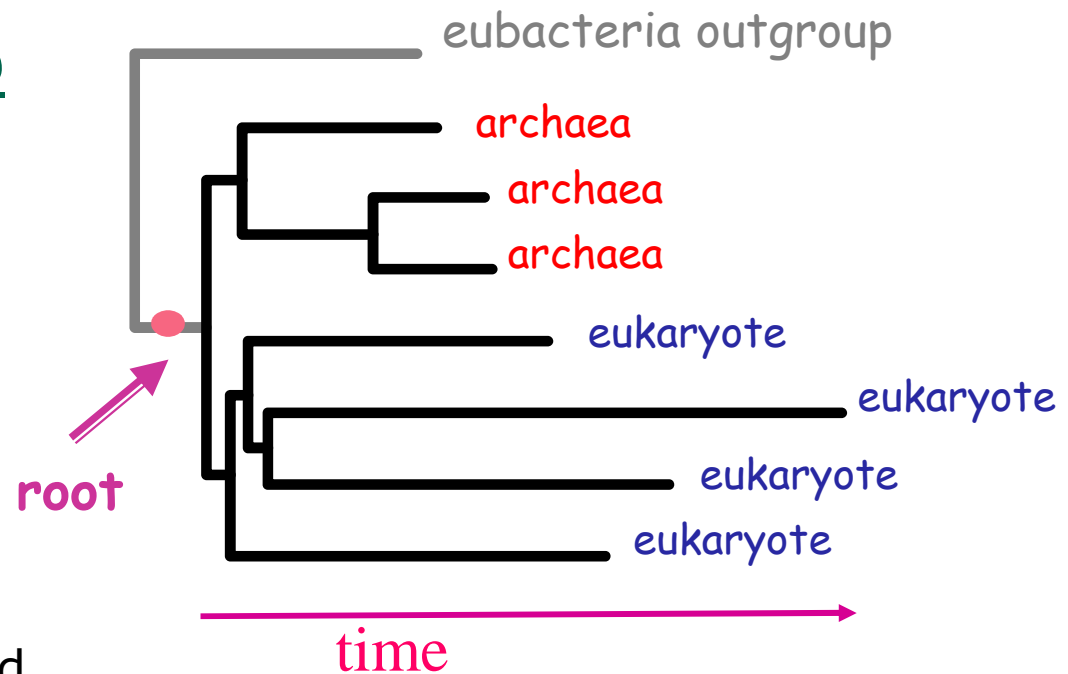 eubacteria outgroup
archaea
archaea
archaea
eukaryote
eukaryote
eukaryote
root
eukaryote
time